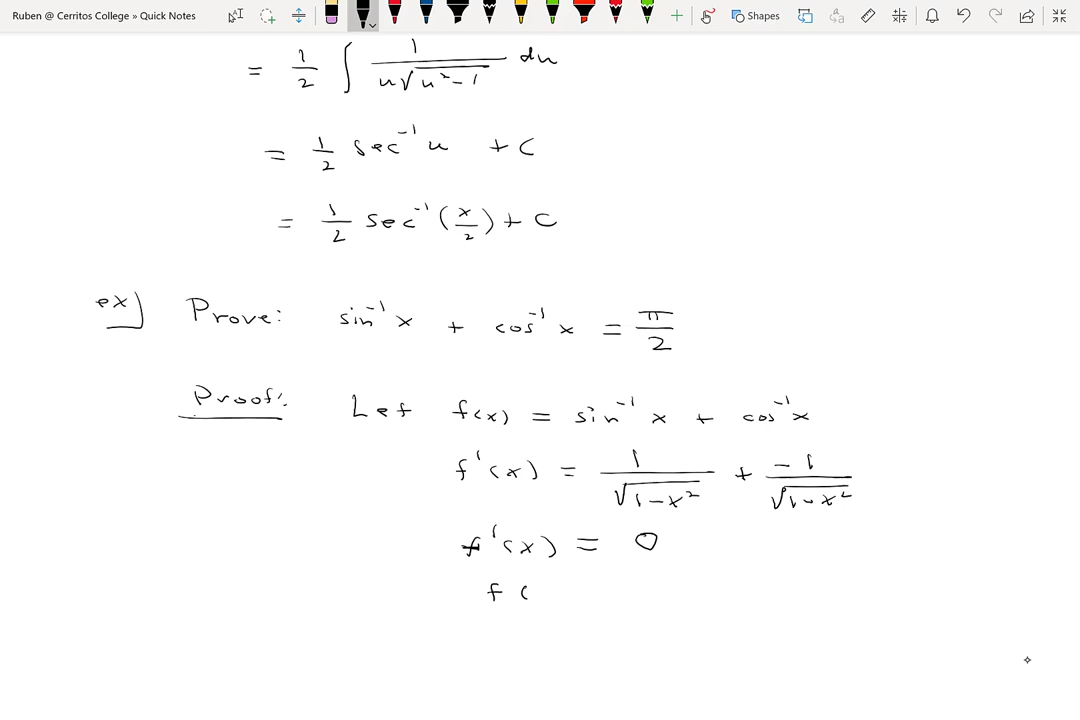 Ruben @ Cerritos College » Quick Notes Shapes
= 1/2 ∫ 1/(u√(u²-1)) du
= 1/2 sec⁻¹ u + C
= 1/2 sec⁻¹(x/2) + C
ex] Prove: sin⁻¹ x + cos⁻¹ x = π/2
Proof: Let f(x) = sin⁻¹ x + cos⁻¹ x
f'(x) = 1/√(1-x²) + -1/√(1-x²)
f'(x) = 0
f (